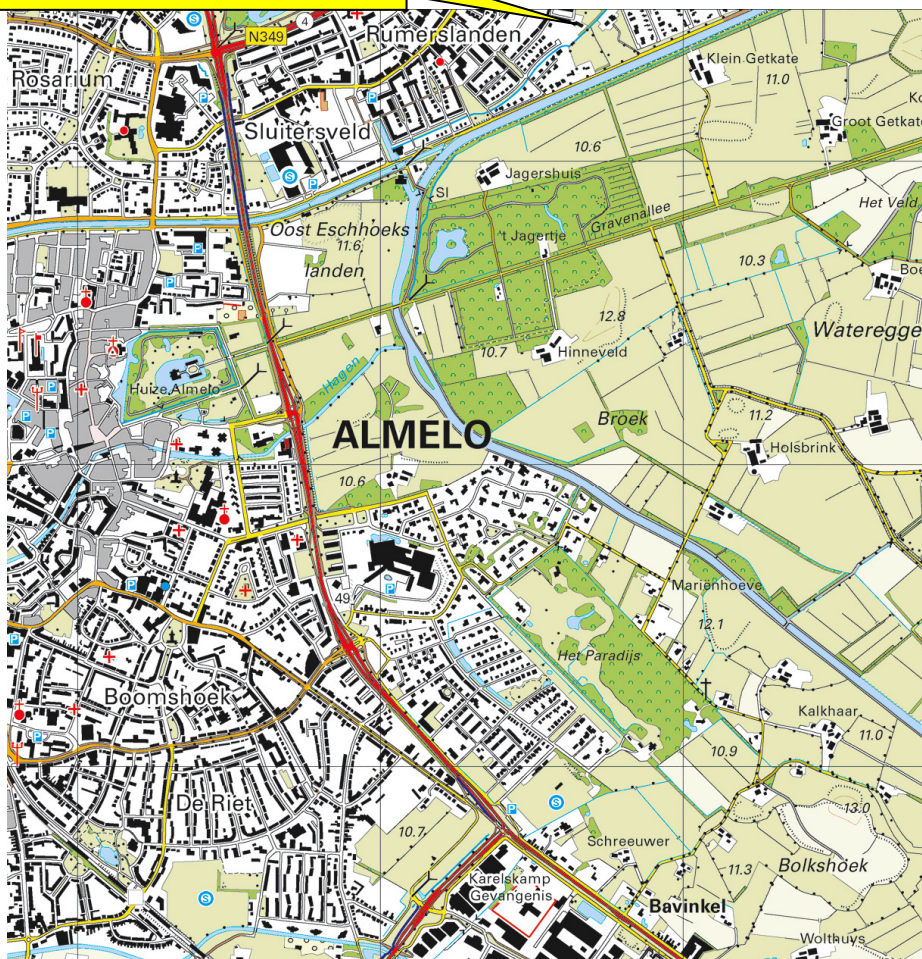 N349
4
Rumerslanden
Rosarium
Klein Getkate
11.0
Groot Getkate
Sluitersveld
10.6
Jagershuis
Sl
Gravenallee
Het Veld
Oost Eschhoeks
landen
11.6
't Jagertje
10.3
12.8
Wateregge
10.7
Hinneveld
Huize Almelo
Hagen
ALMELO
Broek
11.2
Holsbrink
10.6
49
Mariënhoeve
12.1
Het Paradijs
Boomshoek
Kalkhaar
11.0
10.9
De Riet
13.0
10.7
Schreeuwer
11.3
Bolkshoek
Karelskamp
Gevangenis
Bavinkel
Wolthuys
P
P
S
S
P
P
P
P
P
P
P
P
P
P
P
S
S